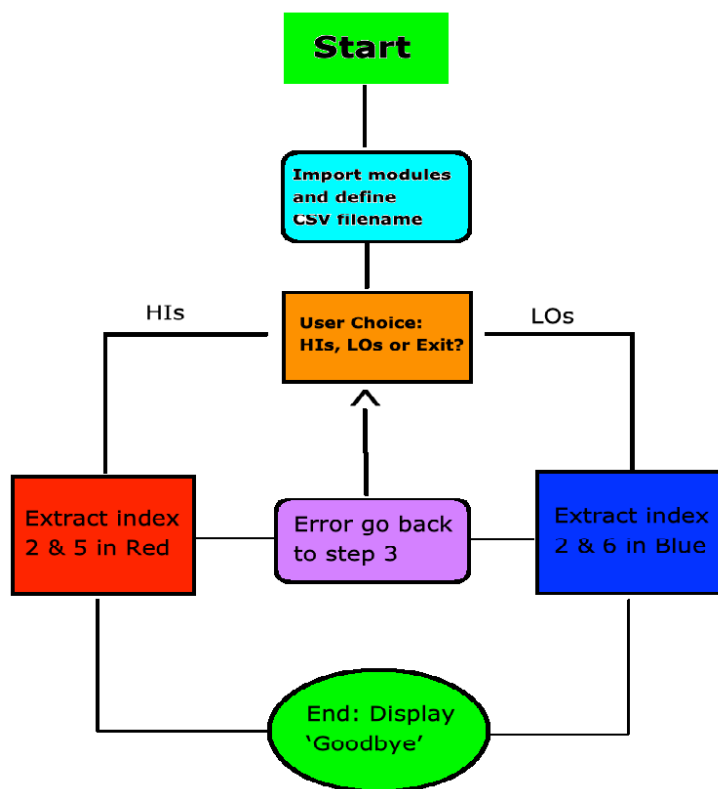 Start
Import modules
and define
CSV filename
User Choice:
HIs, LOs or Exit?
HIs
LOs
Extract index
2 & 5 in Red
Error go back
to step 3
Extract index
2 & 6 in Blue
End: Display
‘Goodbye’